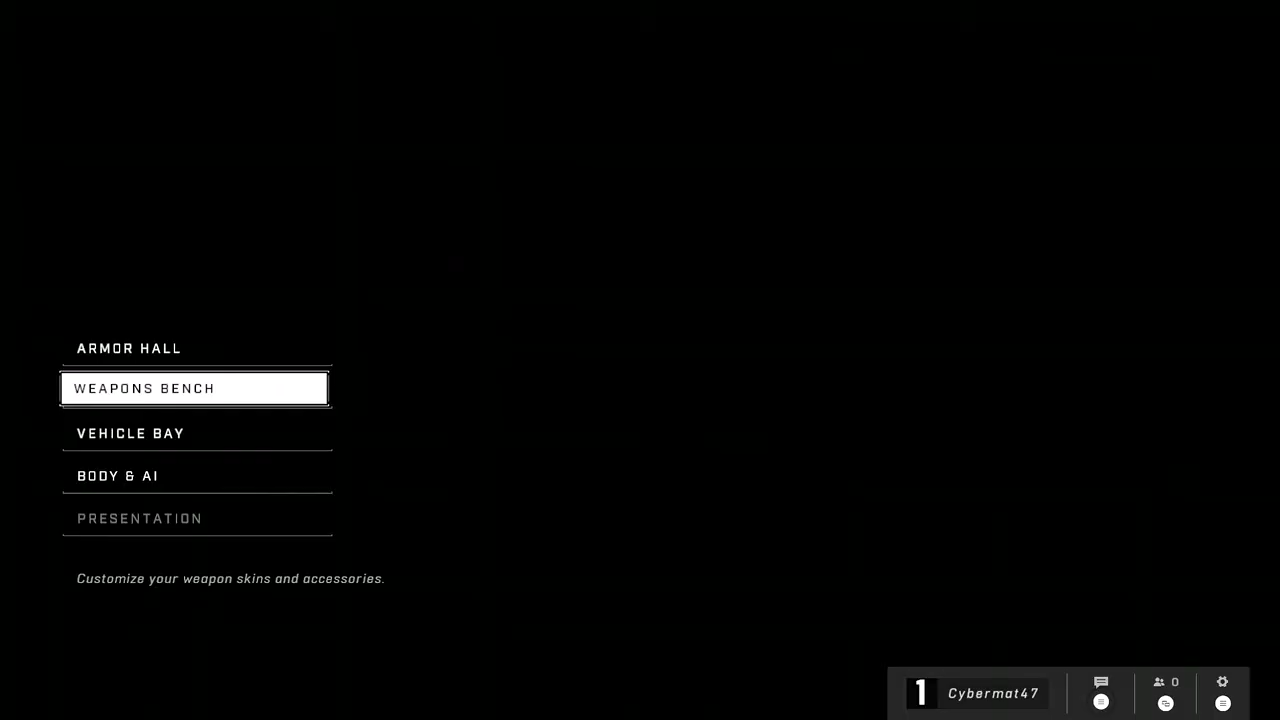 ARMOR HALL
WEAPONS BENCH
VEHICLE BAY
BODY & AI
PRESENTATION
Customize your weapon skins and accessories.
1 Cybermat47 0